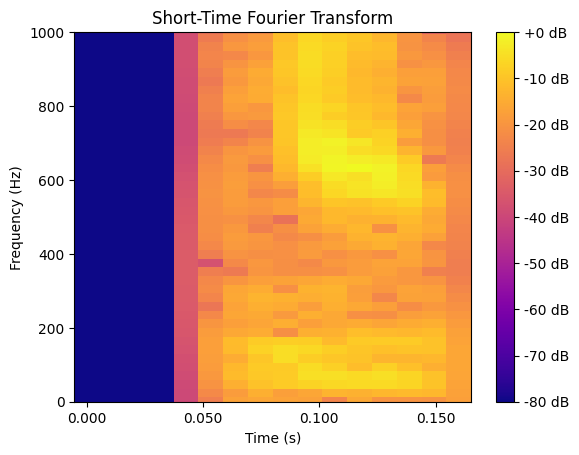 Short-Time Fourier Transform
1000
800
600
400
200
0
Frequency (Hz)
0.000
0.050
0.100
0.150
Time (s)
+0 dB
-10 dB
-20 dB
-30 dB
-40 dB
-50 dB
-60 dB
-70 dB
-80 dB